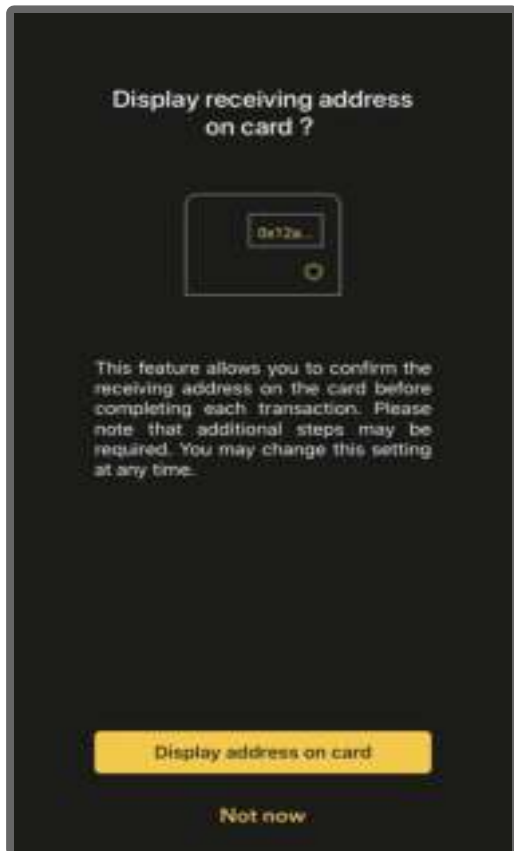 Display receiving address
on card ?
0x12a...
This feature allows you to confirm the
receiving address on the card before
completing each transaction. Please
note that additional steps may be
required. You may change this setting
at any time.
Display address on card
Not now